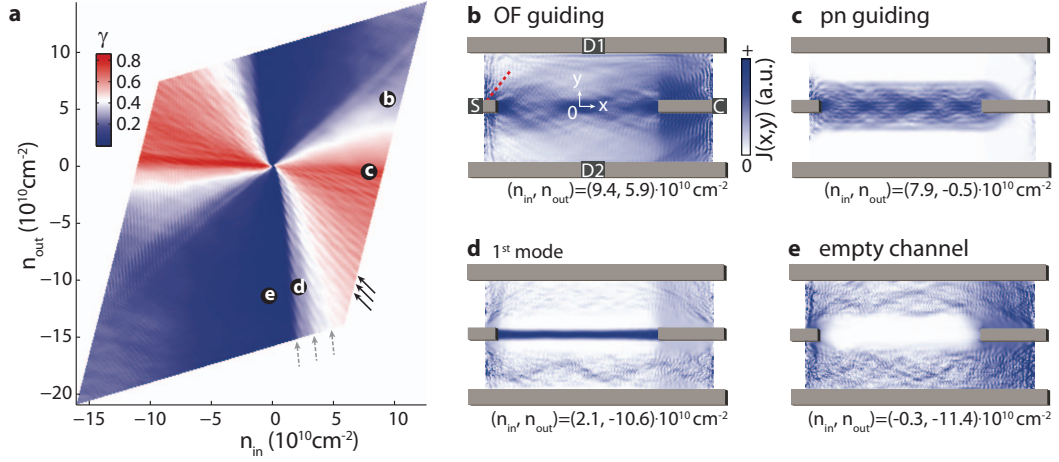 a
γ
0.8
0.6
0.4
0.2
b
c
d
e
10
5
0
−5
−10
−15
−20
n_out (10^10cm^-2)
−15 −10 −5 0 5 10
n_in (10^10cm^-2)
b OF guiding
D1
S
y
0
x
C
D2
(n_in, n_out)=(9.4, 5.9)·10^10 cm^-2
+
J(x,y) (a.u.)
0
c pn guiding
(n_in, n_out)=(7.9, -0.5)·10^10 cm^-2
d 1st mode
(n_in, n_out)=(2.1, -10.6)·10^10 cm^-2
e empty channel
(n_in, n_out)=(-0.3, -11.4)·10^10 cm^-2